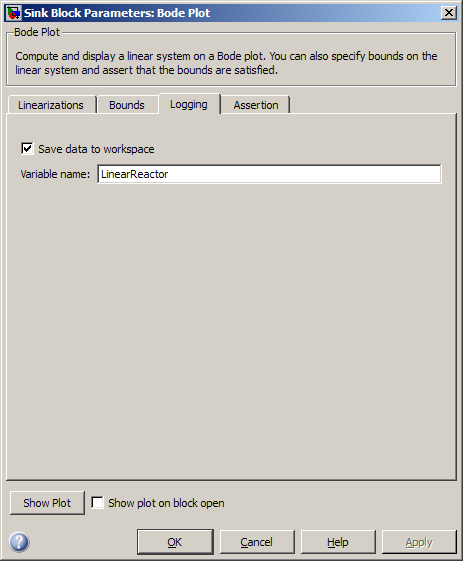 Sink Block Parameters: Bode Plot
Bode Plot
Compute and display a linear system on a Bode plot. You can also specify bounds on the
linear system and assert that the bounds are satisfied.
Linearizations Bounds Logging Assertion
Save data to workspace
Variable name: LinearReactor
Show Plot Show plot on block open
? OK Cancel Help Apply